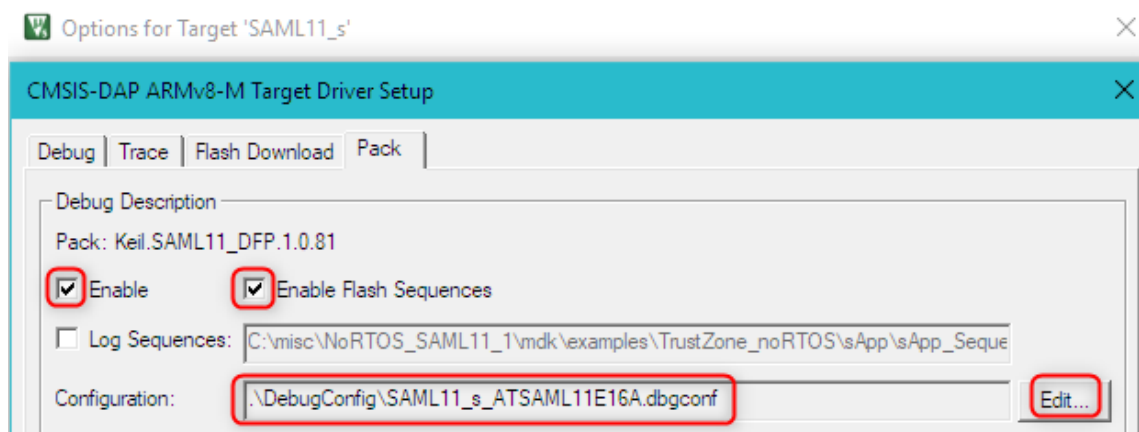 Options for Target 'SAML11_s'
CMSIS-DAP ARMv8-M Target Driver Setup
Debug Trace Flash Download Pack
Debug Description
Pack: Keil.SAML11_DFP.1.0.81
Enable Enable Flash Sequences
Log Sequences: C:\misc\NoRTOS_SAML11_1\mdk\examples\TrustZone_noRTOS\sApp\sApp_Seque
Configuration: .\DebugConfig\SAML11_s_ATSAML11E16A.dbgconf Edit...